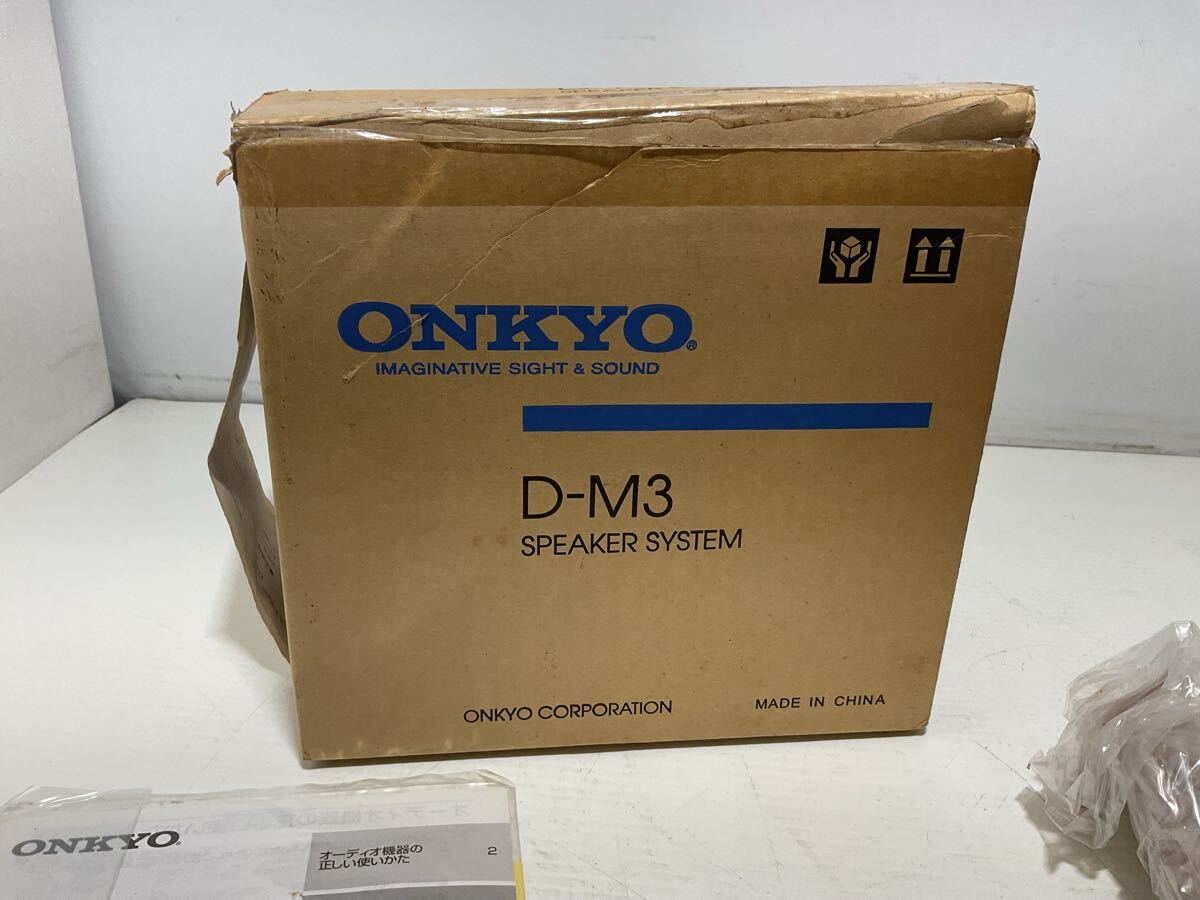 ONKYO®
IMAGINATIVE SIGHT & SOUND
D-M3
SPEAKER SYSTEM
ONKYO CORPORATION
MADE IN CHINA
ONKYO®
オーディオ機器の
正しい使いかた
2